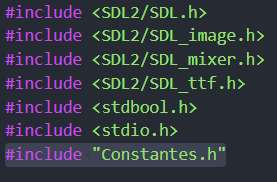 #include <SDL2/SDL.h>
#include <SDL2/SDL_image.h>
#include <SDL2/SDL_mixer.h>
#include <SDL2/SDL_ttf.h>
#include <stdbool.h>
#include <stdio.h>
#include "Constantes.h"